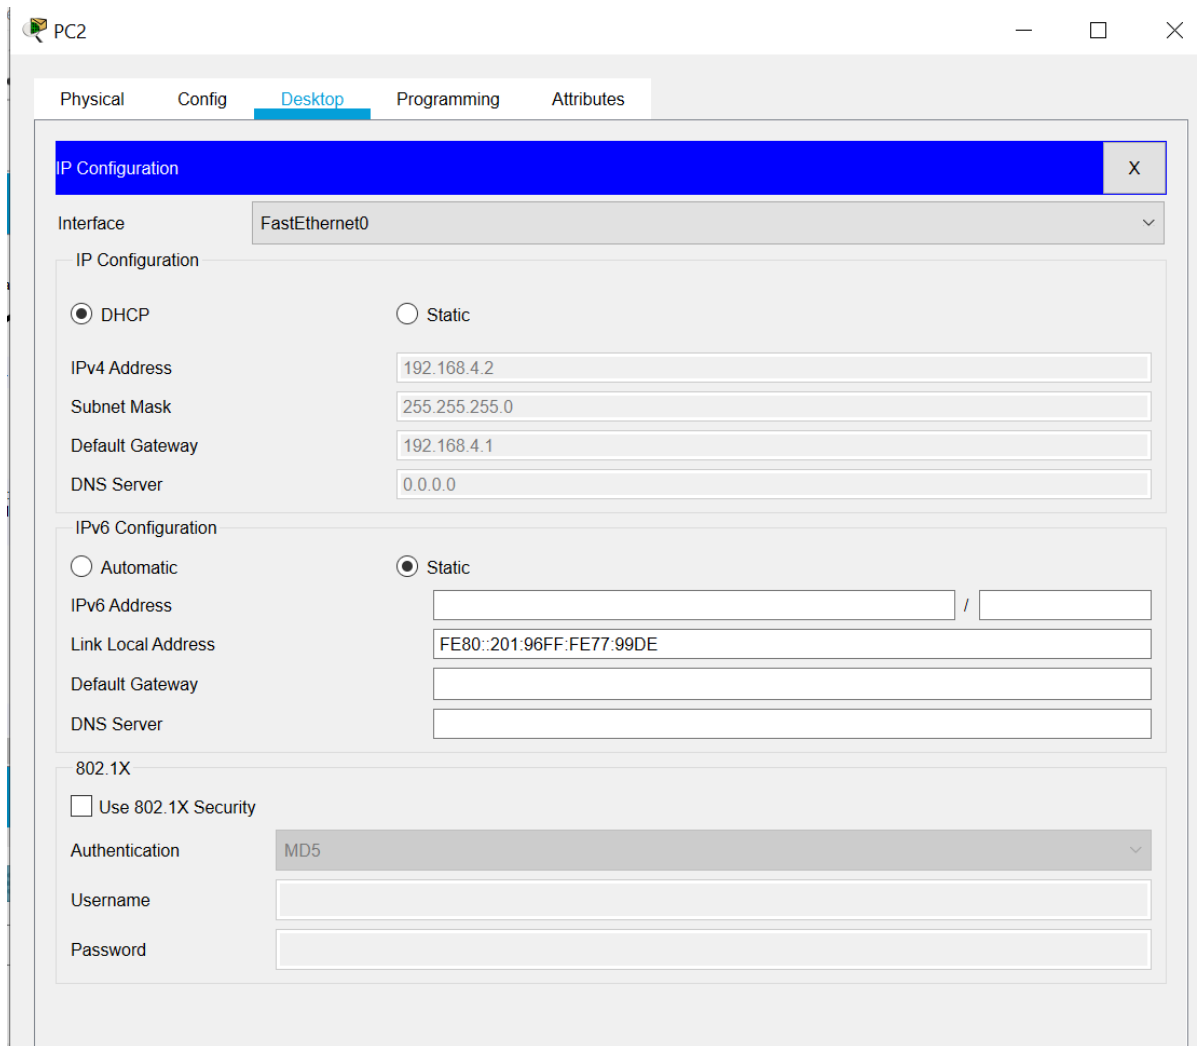 PC2
Physical Config Desktop Programming Attributes
IP Configuration X
Interface FastEthernet0
IP Configuration
DHCP Static
IPv4 Address 192.168.4.2
Subnet Mask 255.255.255.0
Default Gateway 192.168.4.1
DNS Server 0.0.0.0
IPv6 Configuration
Automatic Static
IPv6 Address /
Link Local Address FE80::201:96FF:FE77:99DE
Default Gateway
DNS Server
802.1X
Use 802.1X Security
Authentication MD5
Username
Password